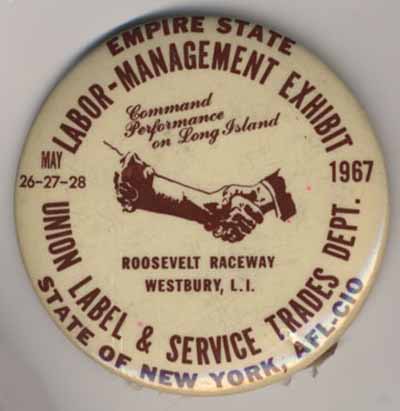 EMPIRE STATE
LABOR-MANAGEMENT EXHIBIT
Command
Performance
on Long Island
MAY
26-27-28
1967
ROOSEVELT RACEWAY
WESTBURY, L.I.
UNION LABEL & SERVICE TRADES DEPT.
STATE OF NEW YORK, AFL-CIO